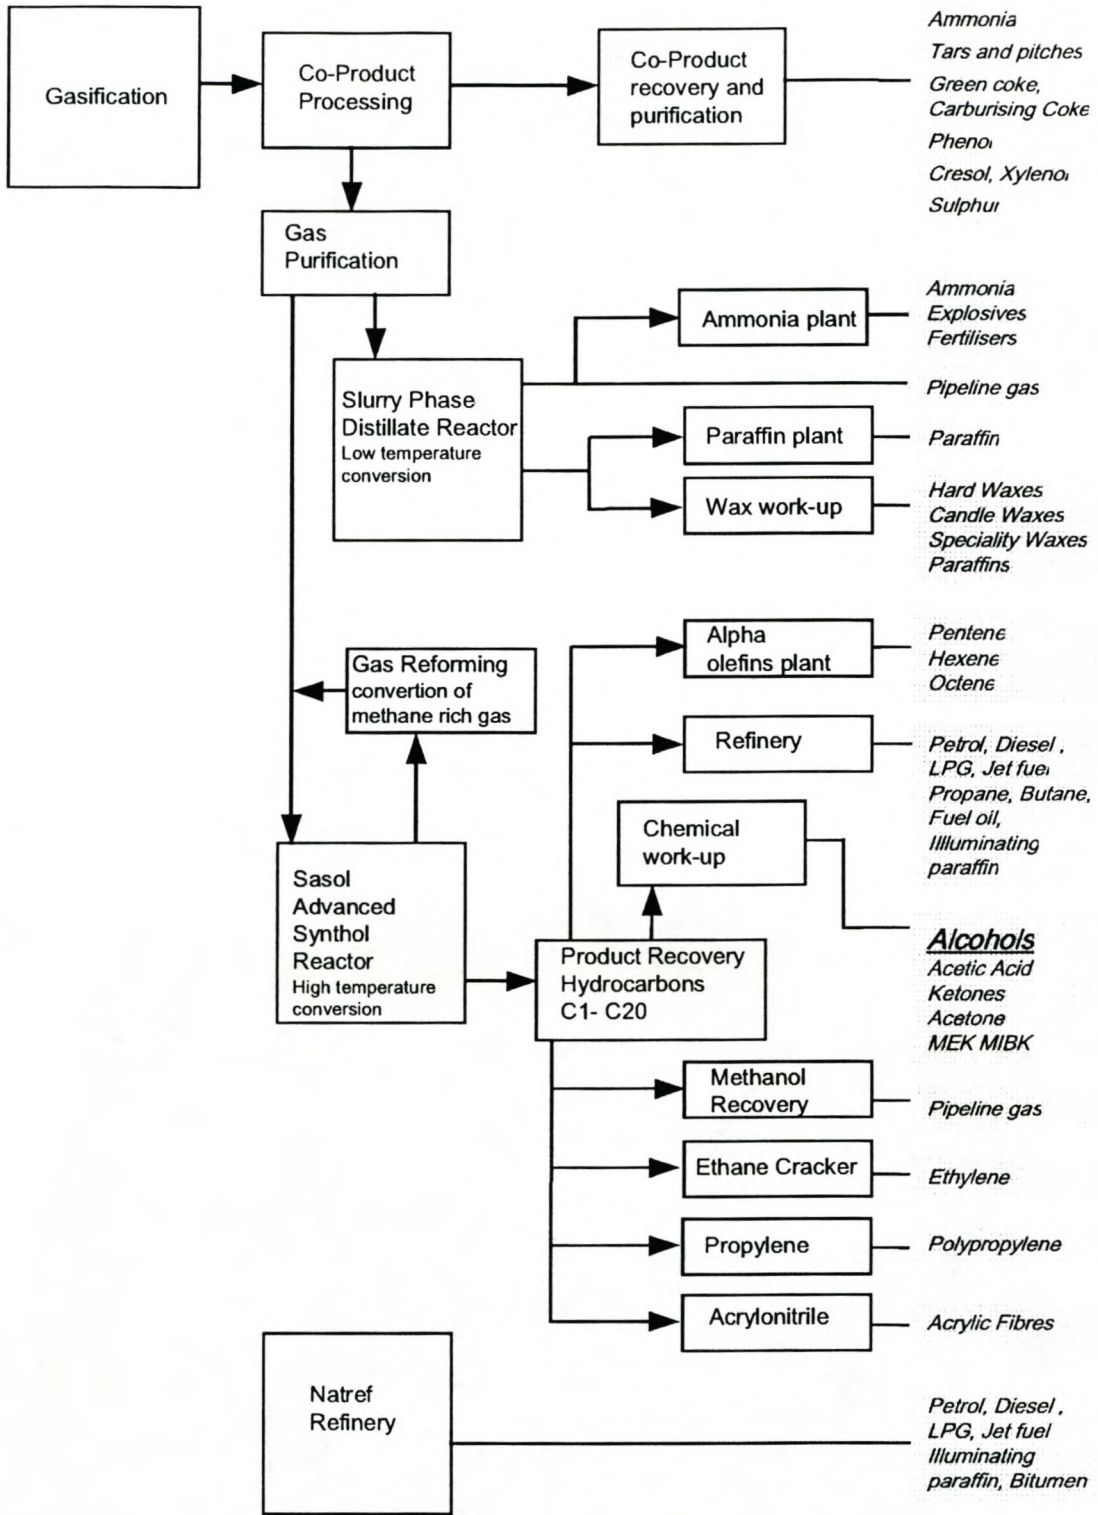 Gasification
Co-Product
Processing
Co-Product
recovery and
purification
Ammonia
Tars and pitches
Green coke,
Carburising Coke
Phenol
Cresol, Xylenol
Sulphur
Gas
Purification
Ammonia plant
Ammonia
Explosives
Fertilisers
Pipeline gas
Slurry Phase
Distillate Reactor
Low temperature
conversion
Paraffin plant
Paraffin
Wax work-up
Hard Waxes
Candle Waxes
Speciality Waxes
Paraffins
Alpha
olefins plant
Pentene
Hexene
Octene
Gas Reforming
convertion of
methane rich gas
Refinery
Petrol, Diesel ,
LPG, Jet fuel
Propane, Butane,
Fuel oil,
Illluminating
paraffin
Chemical
work-up
Sasol
Advanced
Synthol
Reactor
High temperature
conversion
Product Recovery
Hydrocarbons
C1- C20
Alcohols
Acetic Acid
Ketones
Acetone
MEK MIBK
Methanol
Recovery
Pipeline gas
Ethane Cracker
Ethylene
Propylene
Polypropylene
Acrylonitrile
Acrylic Fibres
Natref
Refinery
Petrol, Diesel ,
LPG, Jet fuel
Illuminating
paraffin, Bitumen